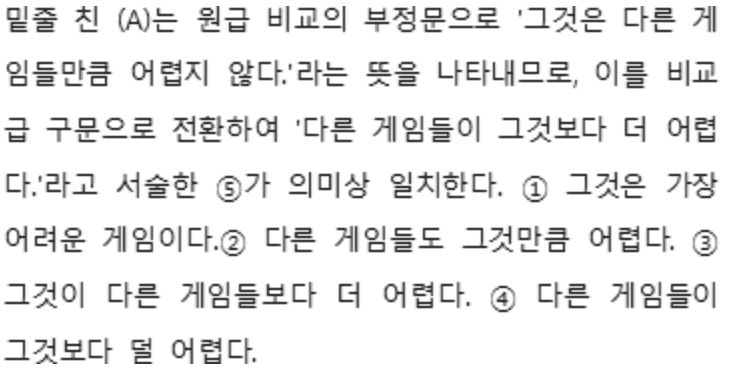 밑줄 친 (A)는 원급 비교의 부정문으로 '그것은 다른 게
임들만큼 어렵지 않다.'라는 뜻을 나타내므로, 이를 비교
급 구문으로 전환하여 '다른 게임들이 그것보다 더 어렵
다.'라고 서술한 ⑤가 의미상 일치한다. ① 그것은 가장
어려운 게임이다.② 다른 게임들도 그것만큼 어렵다. ③
그것이 다른 게임들보다 더 어렵다. ④ 다른 게임들이
그것보다 덜 어렵다.